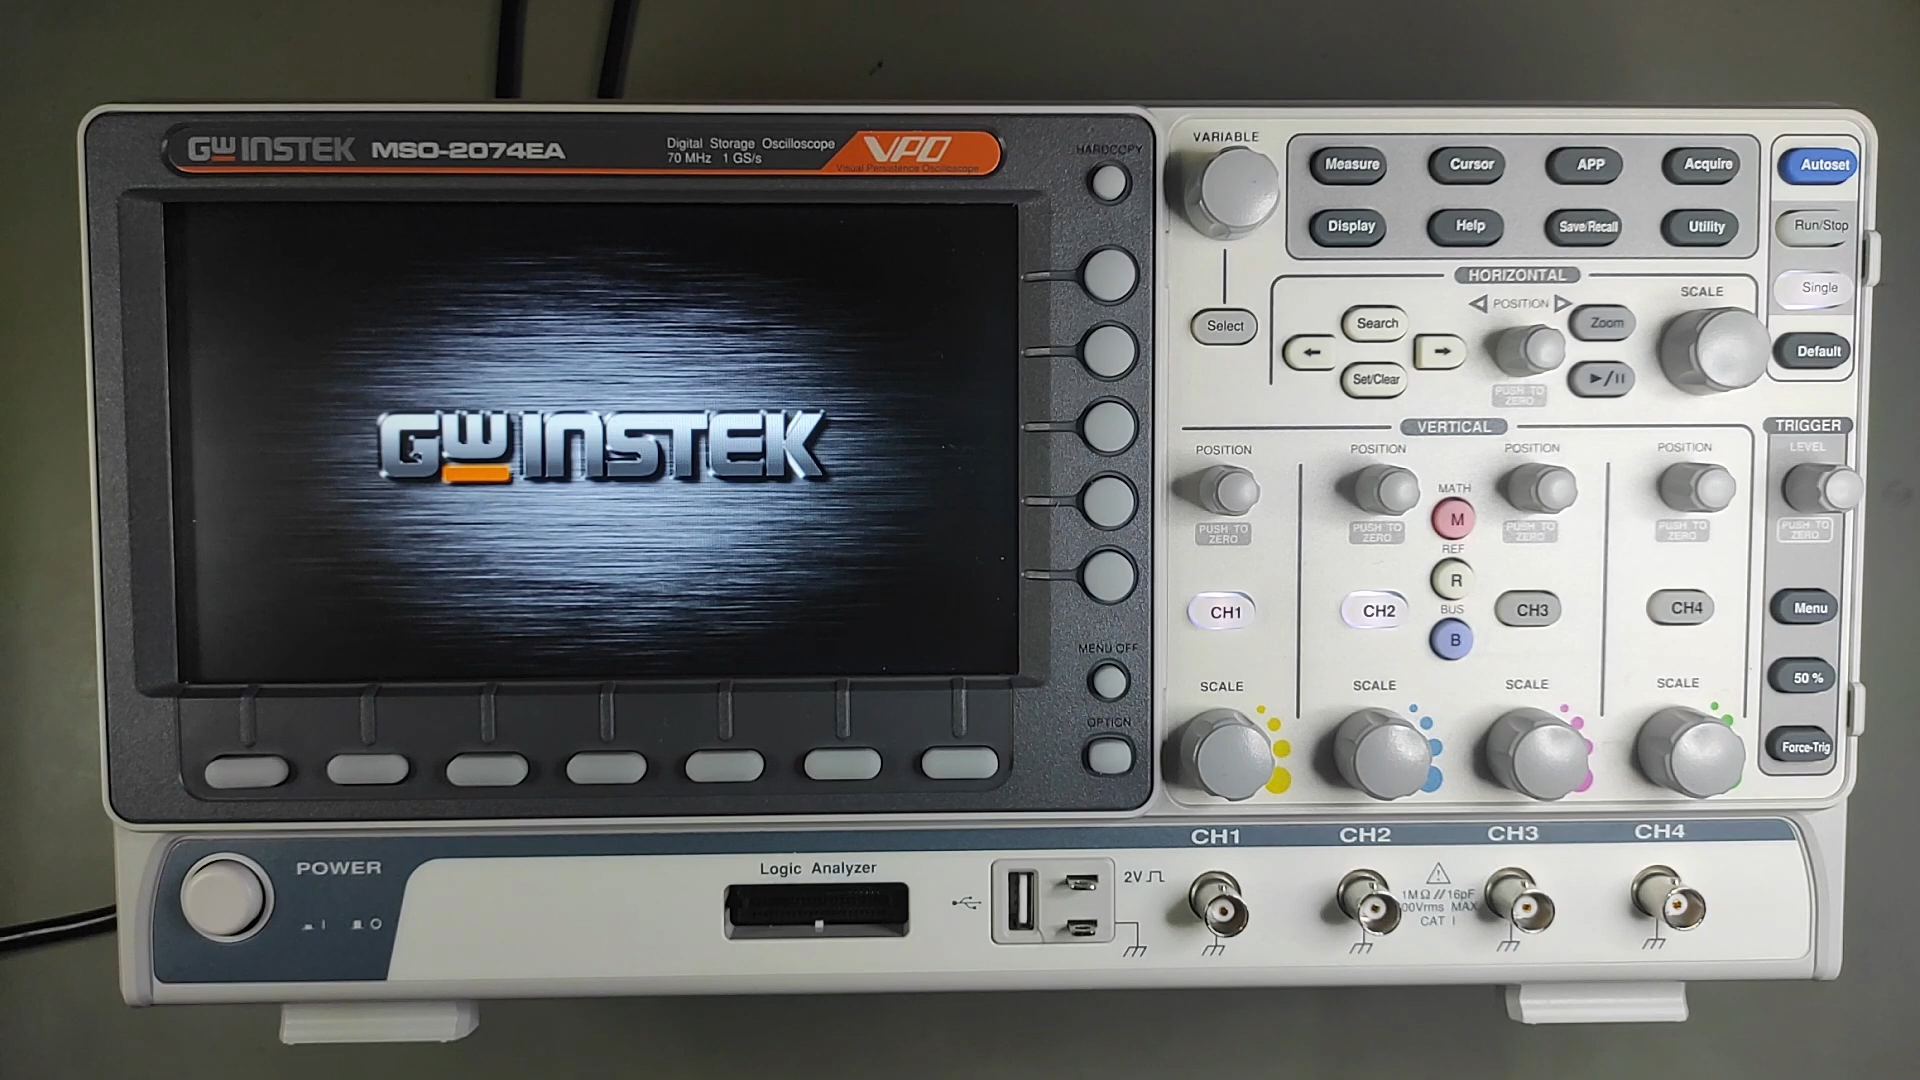 GW INSTEK MSO-2074EA
Digital Storage Oscilloscope
70 MHz 1 GS/s
VPO
Visual Persistence Oscilloscope
HARDCOPY
GW INSTEK
MENU OFF
OPTION
VARIABLE
Select
Measure Cursor APP Acquire
Display Help Save/Recall Utility
Autoset
Run/Stop
Single
Default
HORIZONTAL
POSITION
SCALE
Search
Zoom
← →
Set/Clear
▶/II
PUSH TO
ZERO
VERTICAL
POSITION POSITION POSITION POSITION
PUSH TO
ZERO
PUSH TO
ZERO
PUSH TO
ZERO
PUSH TO
ZERO
MATH
M
REF
R
BUS
B
CH1 CH2 CH3 CH4
SCALE SCALE SCALE SCALE
TRIGGER
LEVEL
PUSH TO
ZERO
Menu
50 %
Force-Trig
POWER
I O
Logic Analyzer
2V
CH1 CH2 CH3 CH4
1MΩ//16pF
00Vrms MAX
CAT I